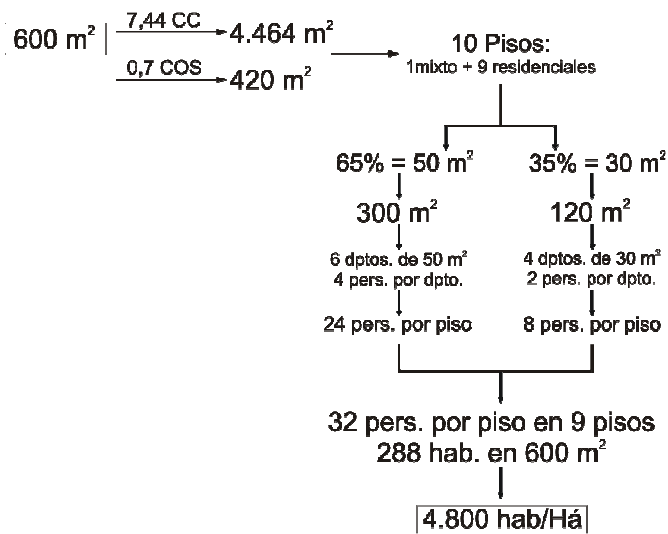 600 m²
7,44 CC
4.464 m²
0,7 COS
420 m²
10 Pisos:
1mixto + 9 residenciales
65% = 50 m²
35% = 30 m²
300 m²
120 m²
6 dptos. de 50 m²
4 pers. por dpto.
4 dptos. de 30 m²
2 pers. por dpto.
24 pers. por piso
8 pers. por piso
32 pers. por piso en 9 pisos
288 hab. en 600 m²
4.800 hab/Há